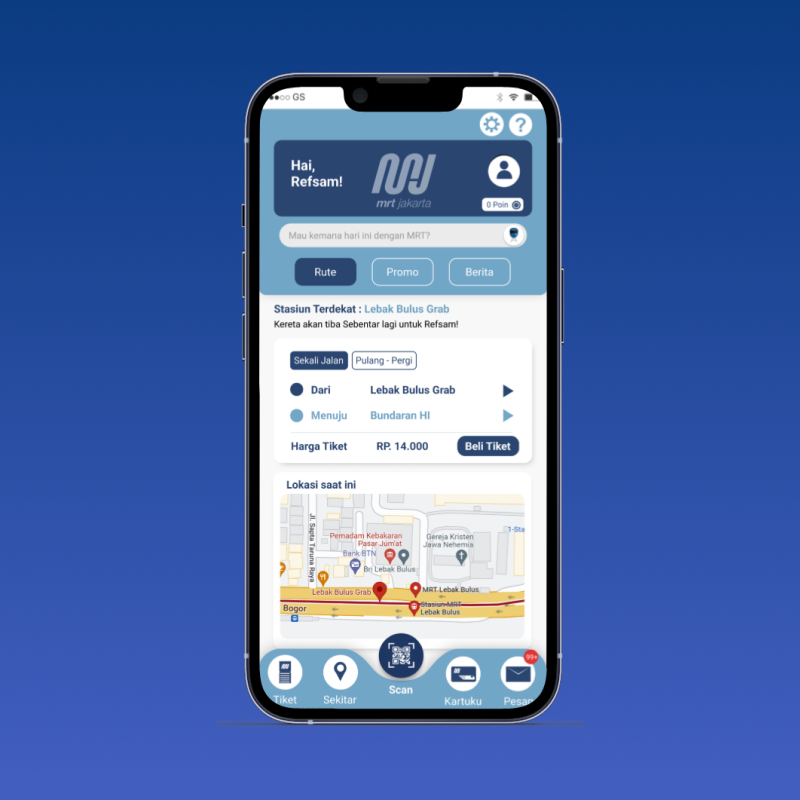 GS
Hai,
Refsam!
mrt jakarta
0 Poin
Mau kemana hari ini dengan MRT?
Rute
Promo
Berita
Stasiun Terdekat : Lebak Bulus Grab
Kereta akan tiba Sebentar lagi untuk Refsam!
Sekali Jalan
Pulang - Pergi
Dari
Lebak Bulus Grab
Menuju
Bundaran HI
Harga Tiket
RP. 14.000
Beli Tiket
Lokasi saat ini
Jl. Sapta Taruna Raya
1-Sta
Pemadam Kebakaran
Pasar Jum'at
Gereja Kristen
Jawa Nehemia
Bank BTN
Bri Lebak Bulus
Lebak Bulus Grab
MRT Lebak Bulus
Stasiun MRT
Lebak Bulus
Bogor
99+
Tiket
Sekitar
Scan
Kartuku
Pesan